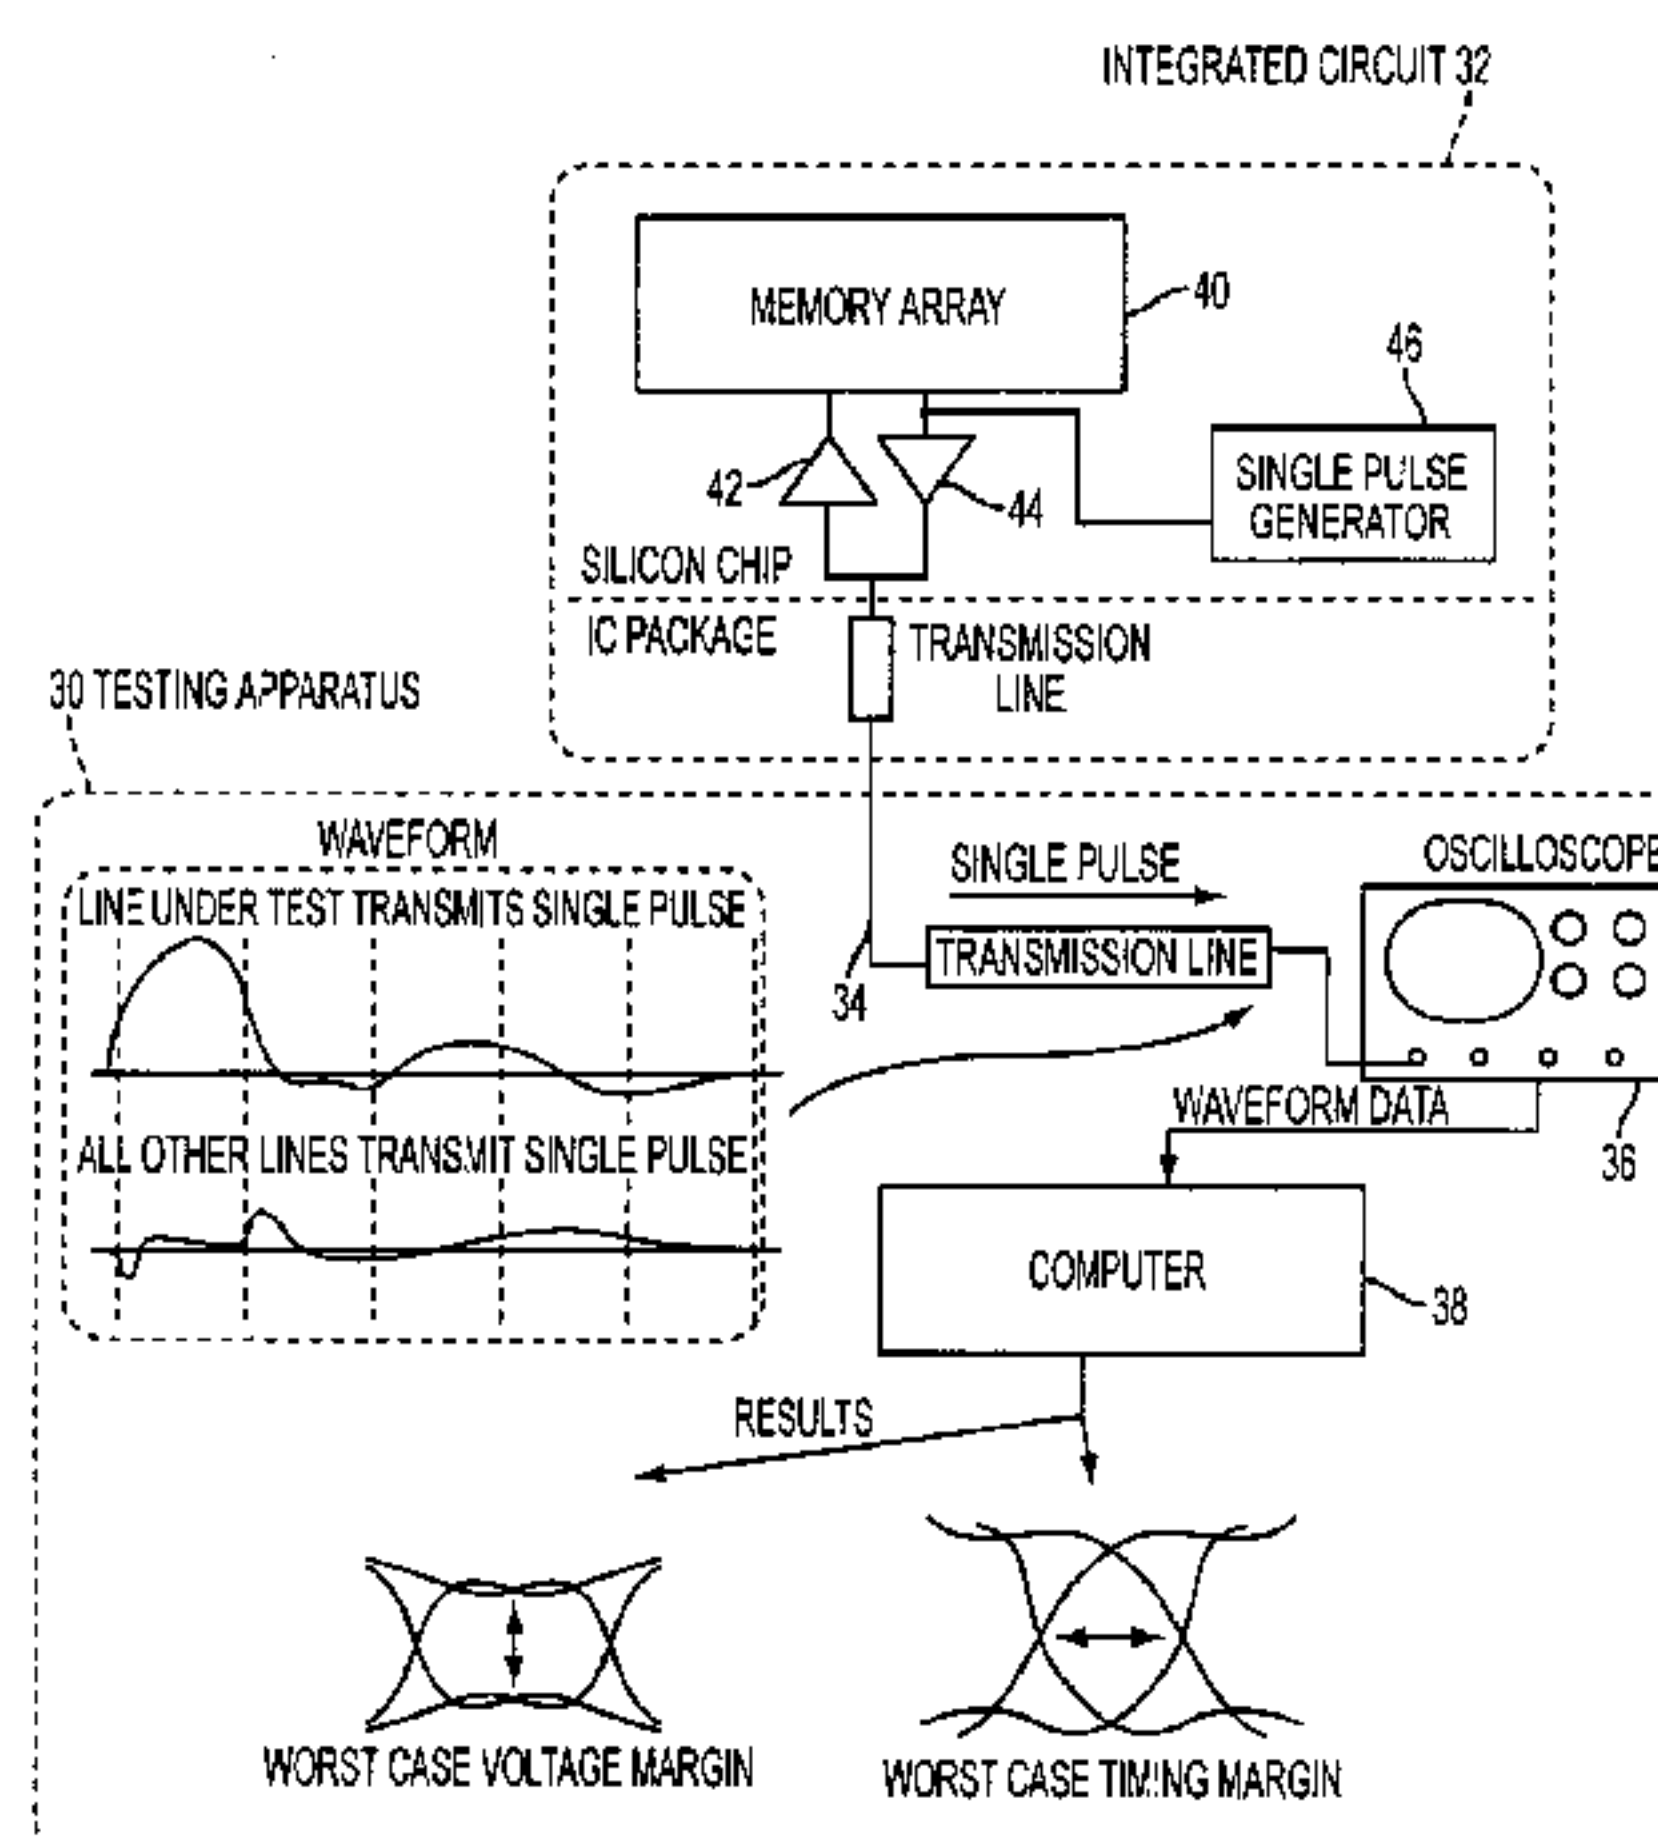 INTEGRATED CIRCUIT 32
MEMORY ARRAY
40
46
SINGLE PULSE
GENERATOR
42
44
SILICON CHIP
IC PACKAGE
TRANSMISSION
LINE
30 TESTING APPARATUS
WAVEFORM
LINE UNDER TEST TRANSMITS SINGLE PULSE
SINGLE PULSE
OSCILLOSCOPE
TRANSMISSION LINE
34
WAVEFORM DATA
36
ALL OTHER LINES TRANSMIT SINGLE PULSE
COMPUTER
38
RESULTS
WORST CASE VOLTAGE MARGIN
WORST CASE TIMING MARGIN